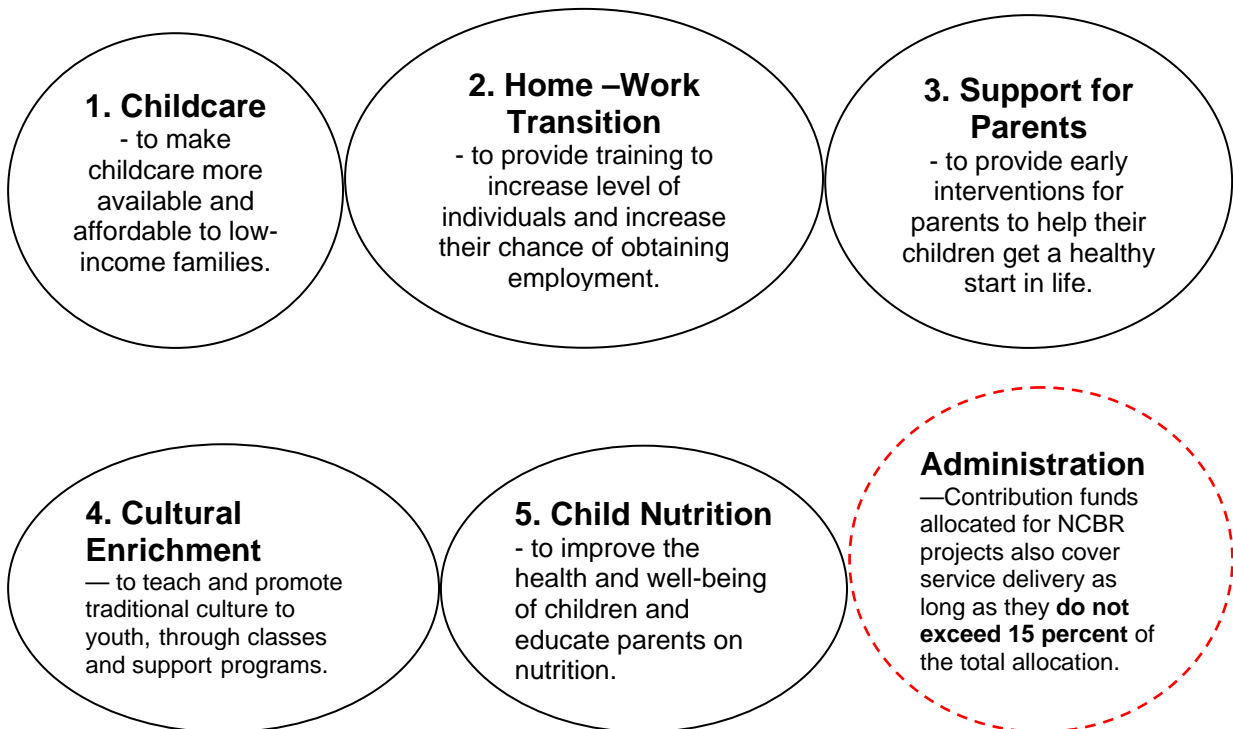 1. Childcare
- to make
childcare more
available and
affordable to low-
income families.
2. Home –Work
Transition
- to provide training to
increase level of
individuals and increase
their chance of obtaining
employment.
3. Support for
Parents
- to provide early
interventions for
parents to help their
children get a healthy
start in life.
4. Cultural
Enrichment
— to teach and promote
traditional culture to
youth, through classes
and support programs.
5. Child Nutrition
- to improve the
health and well-being
of children and
educate parents on
nutrition.
Administration
—Contribution funds
allocated for NCBR
projects also cover
service delivery as
long as they do not
exceed 15 percent of
the total allocation.